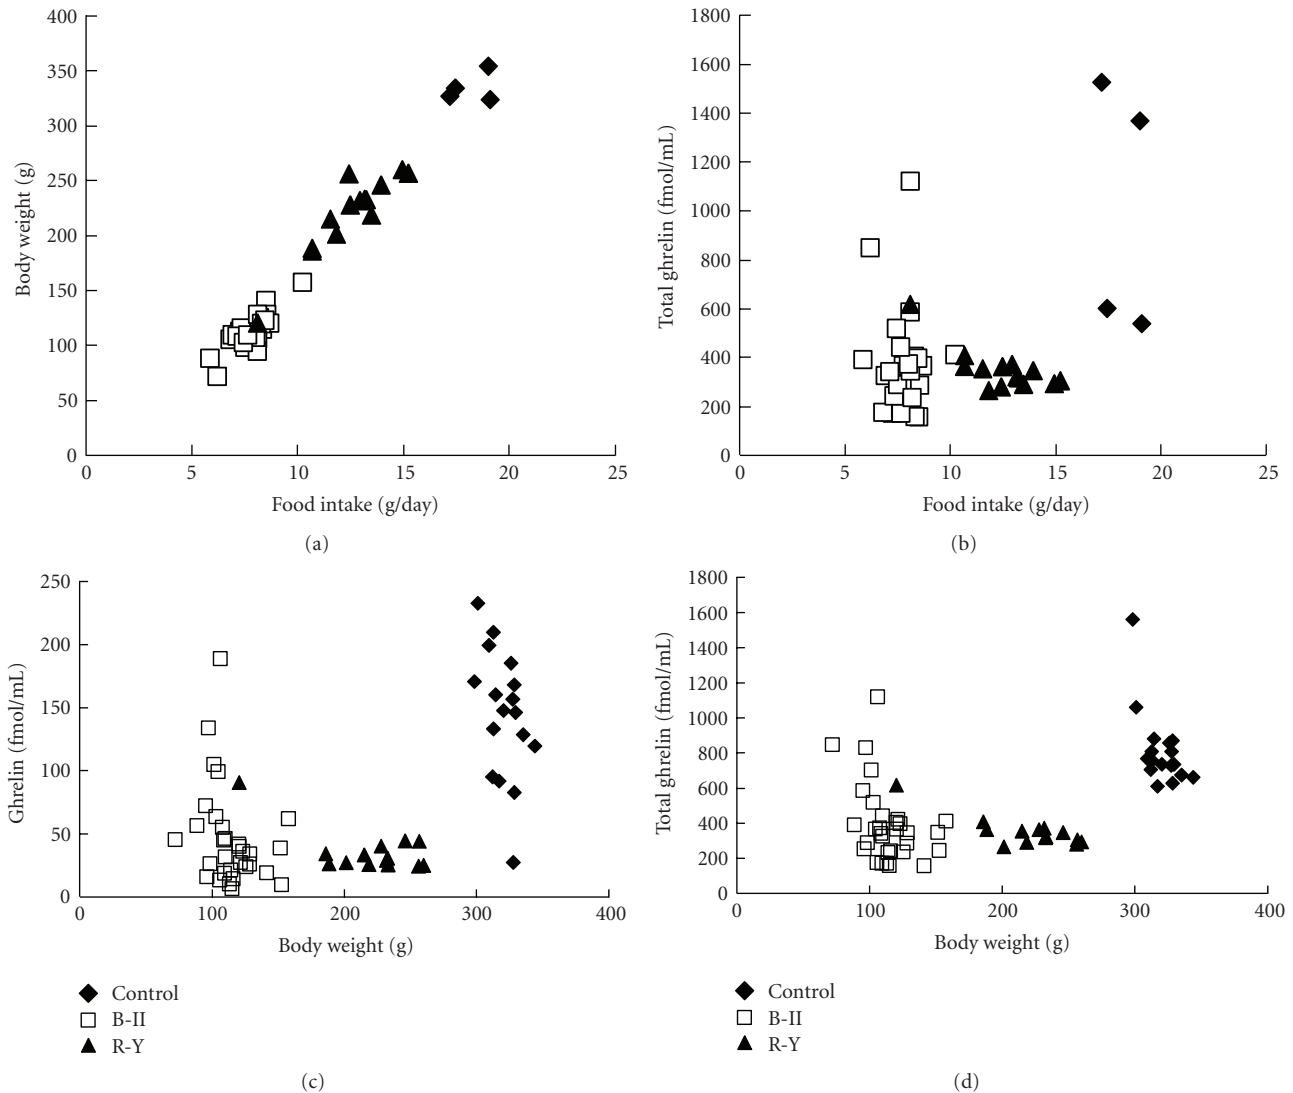 400
350
300
250
200
150
100
50
0
Body weight (g)
0 5 10 15 20 25
Food intake (g/day)
(a)
1800
1600
1400
1200
1000
800
600
400
200
0
Total ghrelin (fmol/mL)
0 5 10 15 20 25
Food intake (g/day)
(b)
250
200
150
100
50
0
Ghrelin (fmol/mL)
0 100 200 300 400
Body weight (g)
Control
B-II
R-Y
(c)
1800
1600
1400
1200
1000
800
600
400
200
0
Total ghrelin (fmol/mL)
0 100 200 300 400
Body weight (g)
Control
B-II
R-Y
(d)